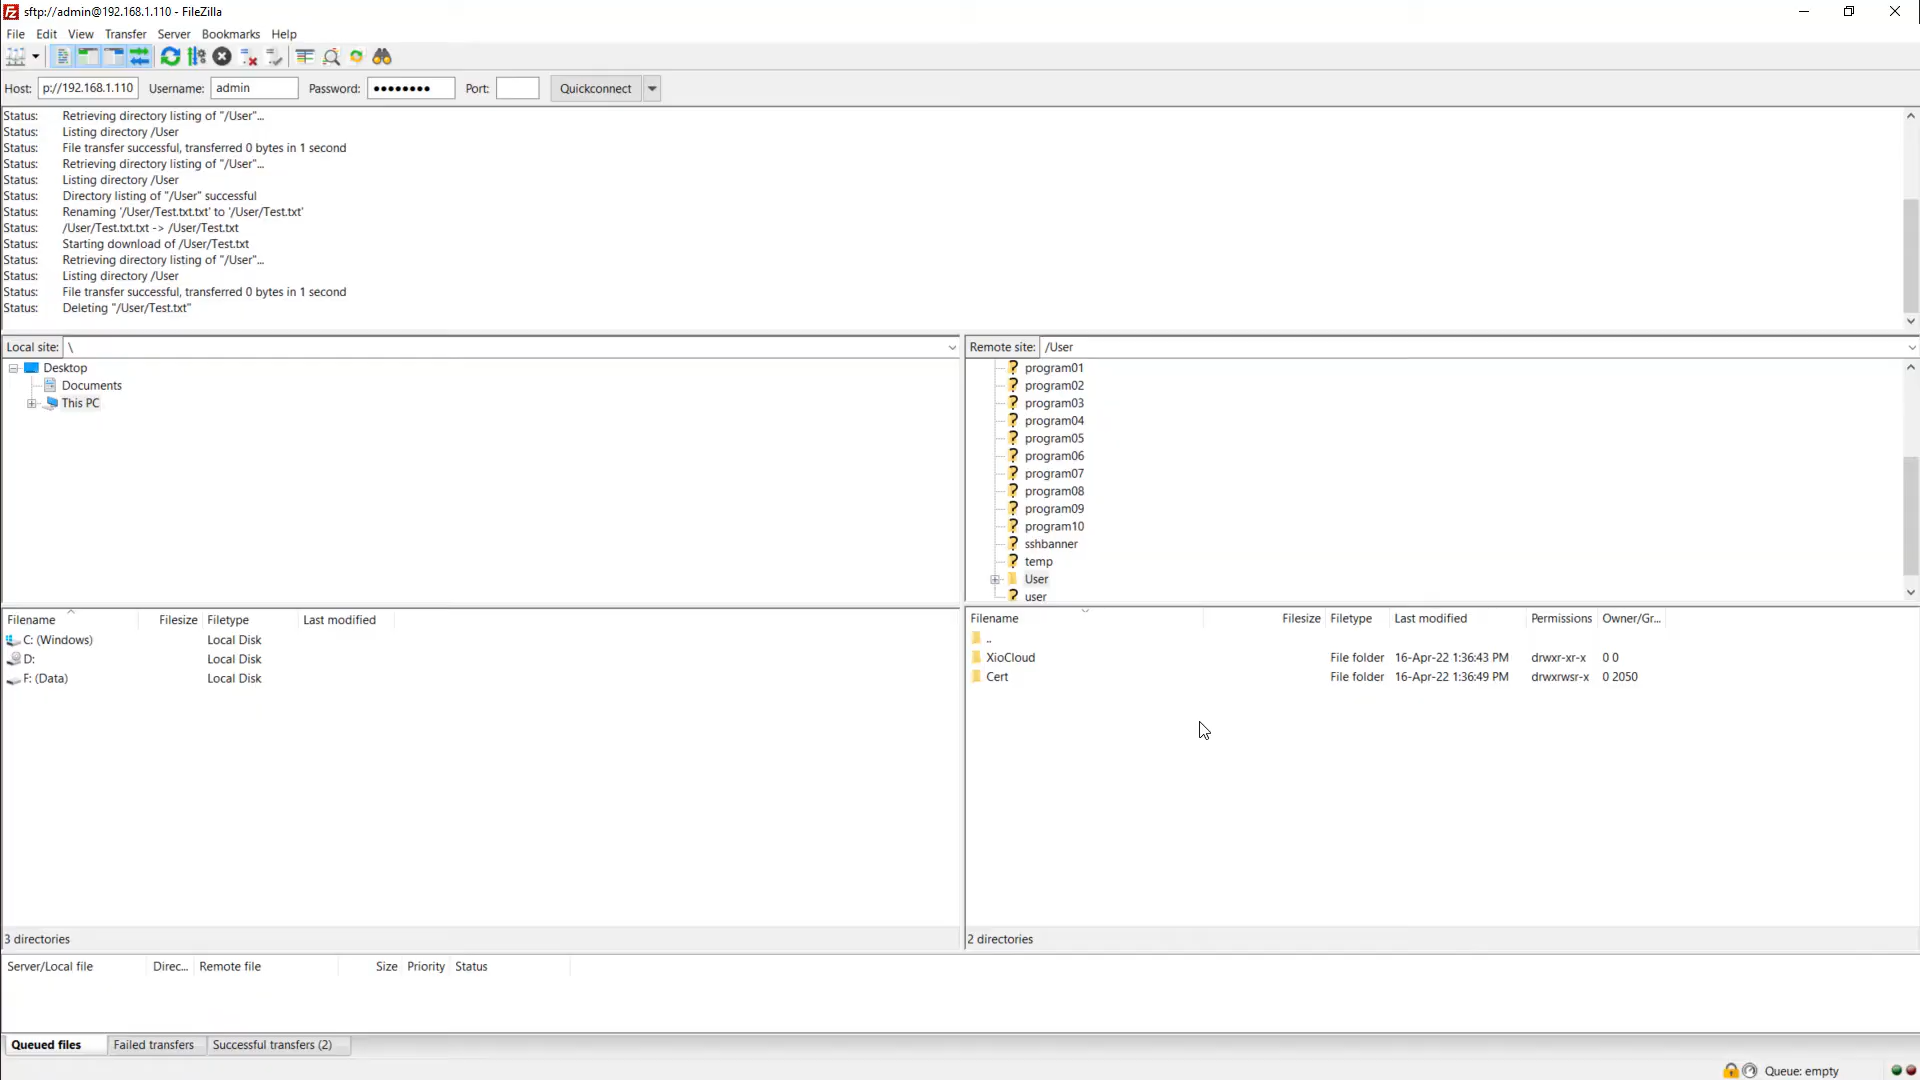 sftp://admin@192.168.1.110 - FileZilla
File Edit View Transfer Server Bookmarks Help
Host: p://192.168.1.110 Username: admin Password: ●●●●●●●● Port: Quickconnect
Status: Retrieving directory listing of "/User"...
Status: Listing directory /User
Status: File transfer successful, transferred 0 bytes in 1 second
Status: Retrieving directory listing of "/User"...
Status: Listing directory /User
Status: Directory listing of "/User" successful
Status: Renaming '/User/Test.txt.txt' to '/User/Test.txt'
Status: /User/Test.txt.txt -> /User/Test.txt
Status: Starting download of /User/Test.txt
Status: Retrieving directory listing of "/User"...
Status: Listing directory /User
Status: File transfer successful, transferred 0 bytes in 1 second
Status: Deleting "/User/Test.txt"
Local site: \
Desktop
Documents
This PC
Filename Filesize Filetype Last modified
C: (Windows) Local Disk
D: Local Disk
F: (Data) Local Disk
3 directories
Remote site: /User
program01
program02
program03
program04
program05
program06
program07
program08
program09
program10
sshbanner
temp
User
user
Filename Filesize Filetype Last modified Permissions Owner/Gr...
..
XioCloud File folder 16-Apr-22 1:36:43 PM drwxr-xr-x 0 0
Cert File folder 16-Apr-22 1:36:49 PM drwxrwsr-x 0 2050
2 directories
Server/Local file Direc... Remote file Size Priority Status
Queued files Failed transfers Successful transfers (2)
Queue: empty